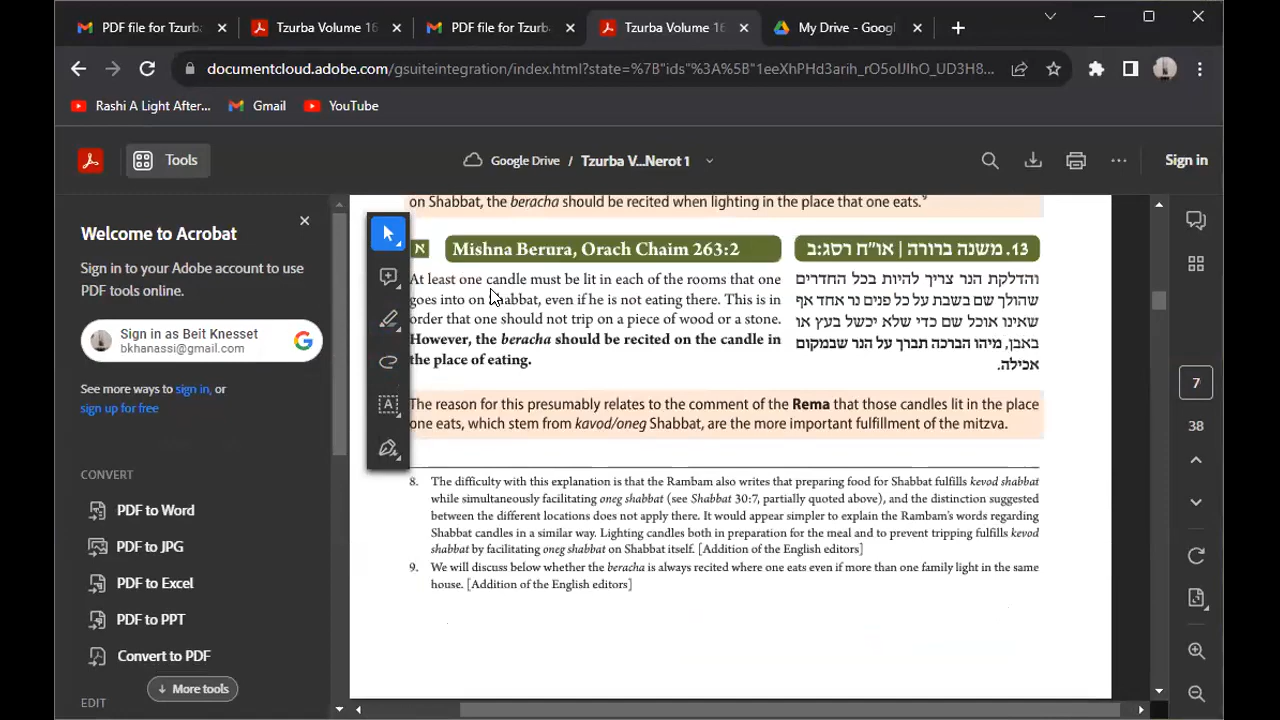 PDF file for Tzurba
Tzurba Volume 16
PDF file for Tzurba
Tzurba Volume 16
My Drive - Google
documentcloud.adobe.com/gsuiteintegration/index.html?state=%7B"ids"%3A%5B"1eeXhPHd3arih_rO5oIJlhO_UD3H8...
Rashi A Light After...
Gmail
YouTube
Tools
Google Drive / Tzurba V...Nerot 1
Sign in
Welcome to Acrobat
Sign in to your Adobe account to use
PDF tools online.
Sign in as Beit Knesset
bkhanassi@gmail.com
See more ways to sign in, or
sign up for free
CONVERT
PDF to Word
PDF to JPG
PDF to Excel
PDF to PPT
Convert to PDF
More tools
EDIT
on Shabbat, the beracha should be recited when lighting in the place that one eats.9
א Mishna Berura, Orach Chaim 263:2
At least one candle must be lit in each of the rooms that one
goes into on Shabbat, even if he is not eating there. This is in
order that one should not trip on a piece of wood or a stone.
However, the beracha should be recited on the candle in
the place of eating.
13. משנה ברורה | או"ח רסג:ב
והדלקת הנר צריך להיות בכל החדרים
שהולך שם בשבת על כל פנים נר אחד אף
שאינו אוכל שם כדי שלא יכשל בעץ או
באבן, מיהו הברכה תברך על הנר שבמקום
אכילה.
The reason for this presumably relates to the comment of the Rema that those candles lit in the place
one eats, which stem from kavod/oneg Shabbat, are the more important fulfillment of the mitzva.
8. The difficulty with this explanation is that the Rambam also writes that preparing food for Shabbat fulfills kevod shabbat
while simultaneously facilitating oneg shabbat (see Shabbat 30:7, partially quoted above), and the distinction suggested
between the different locations does not apply there. It would appear simpler to explain the Rambam's words regarding
Shabbat candles in a similar way. Lighting candles both in preparation for the meal and to prevent tripping fulfills kevod
shabbat by facilitating oneg shabbat on Shabbat itself. [Addition of the English editors]
9. We will discuss below whether the beracha is always recited where one eats even if more than one family light in the same
house. [Addition of the English editors]
7
38